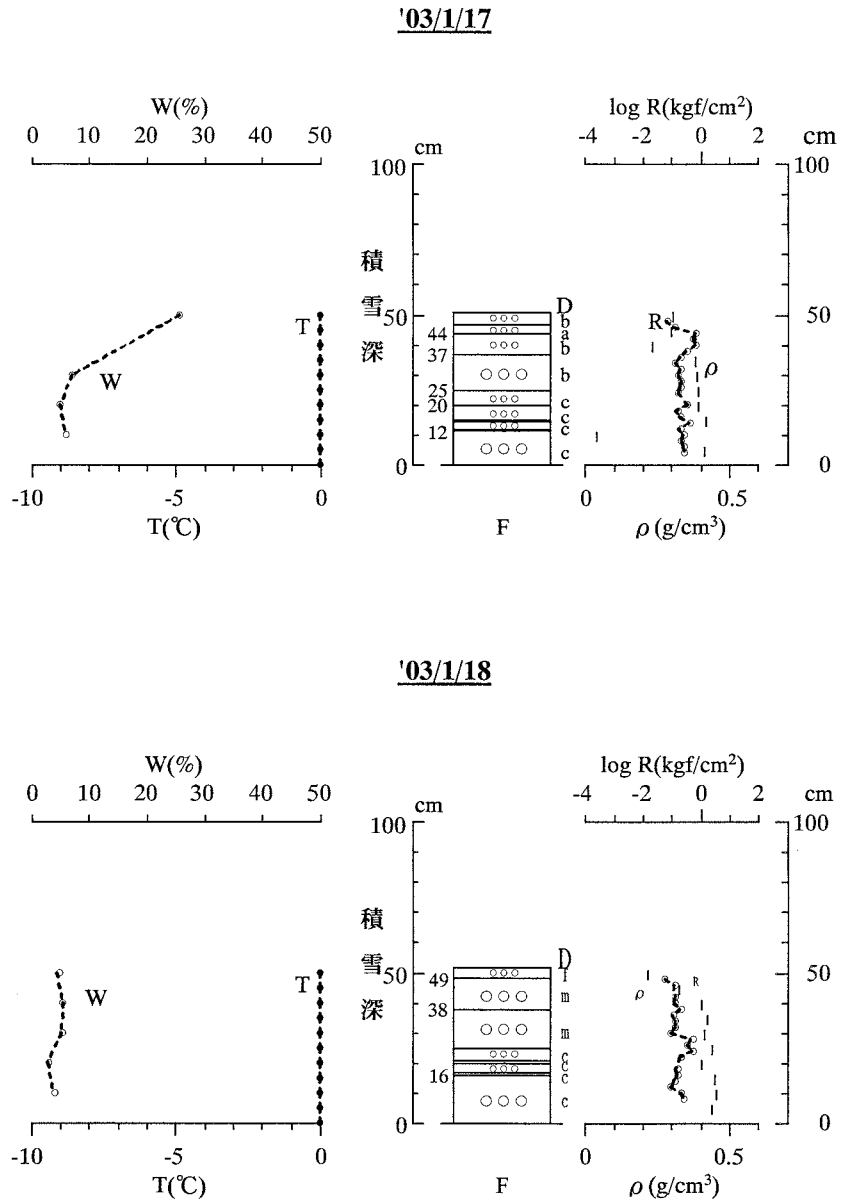 '03/1/17
W(%)
0 10 20 30 40 50
log R(kgf/cm²)
-4 -2 0 2
cm
100
50
0
積雪深
W
T
-10 -5 0
T(℃)
D
b
44 a
b
37
b
25
c
20
c
12 c
c
F
R
ρ
0 0.5
ρ (g/cm³)
cm
100
50
0
'03/1/18
W(%)
0 10 20 30 40 50
log R(kgf/cm²)
-4 -2 0 2
cm
100
50
0
積雪深
W
T
-10 -5 0
T(℃)
D
49
m
38
m
c
c
16 c
c
F
ρ
R
0 0.5
ρ (g/cm³)
cm
100
50
0